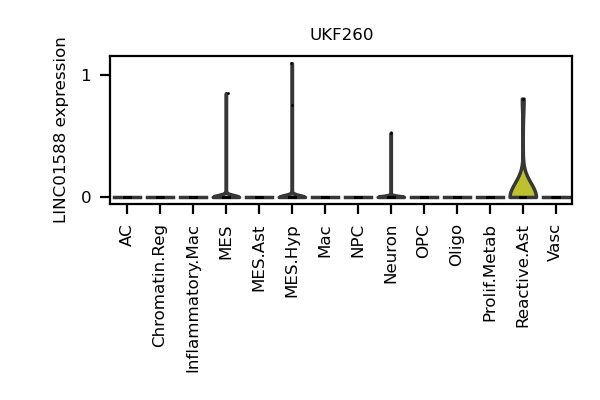 UKF260
LINC01588 expression
1
0
AC
Chromatin.Reg
Inflammatory.Mac
MES
MES.Ast
MES.Hyp
Mac
NPC
Neuron
OPC
Oligo
Prolif.Metab
Reactive.Ast
Vasc